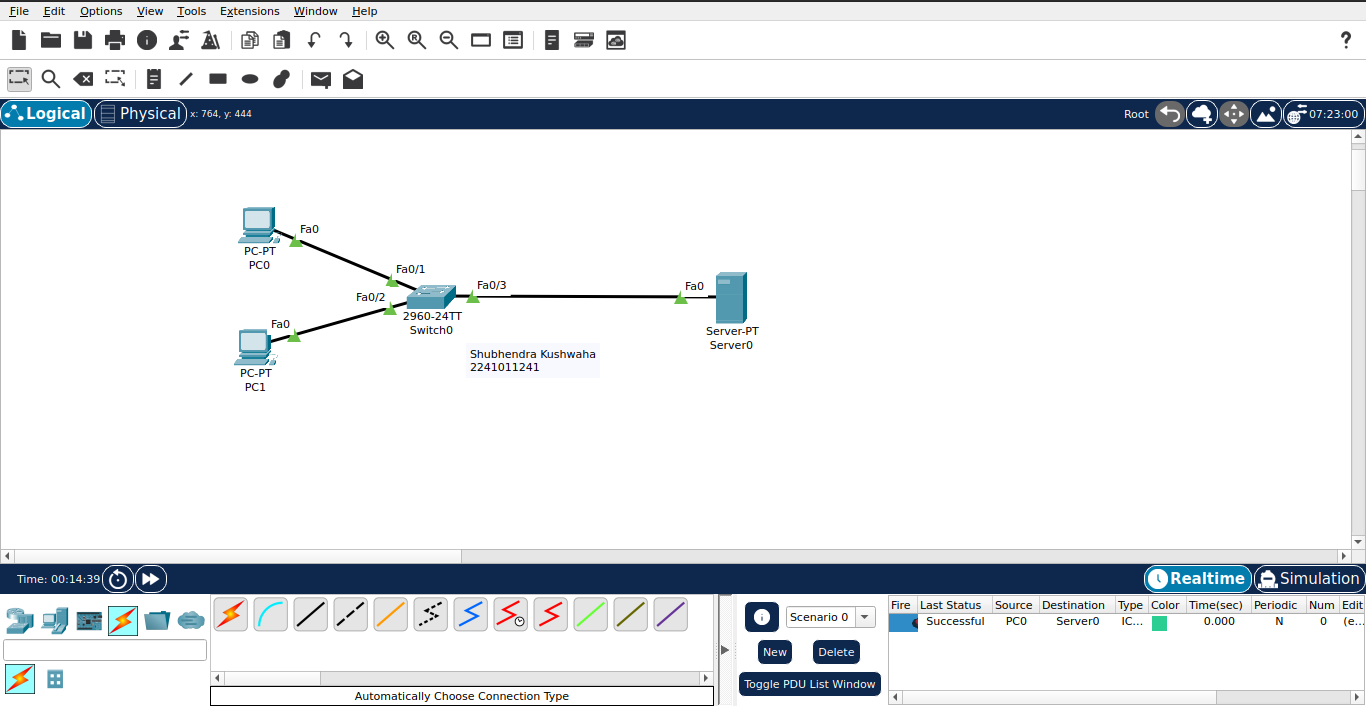 File Edit Options View Tools Extensions Window Help
?
Logical Physical x: 764, y: 444 Root 07:23:00
Fa0
PC-PT
PC0
Fa0/1
Fa0/3
Fa0
Fa0/2
2960-24TT
Switch0
Fa0
Server-PT
Server0
Shubhendra Kushwaha
2241011241
PC-PT
PC1
Time: 00:14:39 Realtime Simulation
Scenario 0
New Delete
Toggle PDU List Window
Automatically Choose Connection Type
Fire Last Status Source Destination Type Color Time(sec) Periodic Num Edit
Successful PC0 Server0 IC... 0.000 N 0 (e...